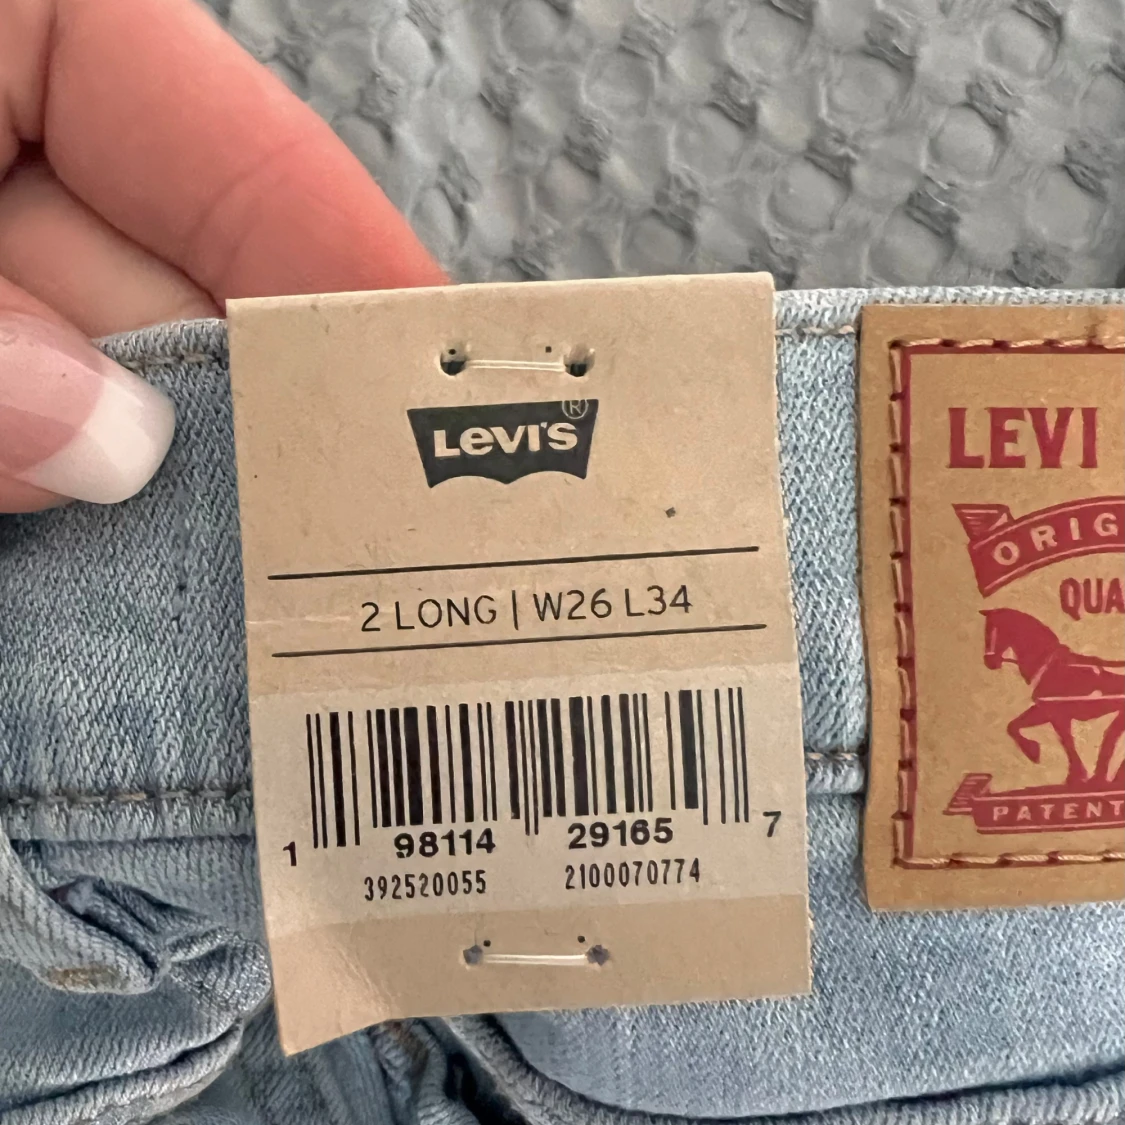 LEVI'S ®
2 LONG | W26 L34
1 98114 29165 7
392520055 2100070774
LEVI
ORIG
QUA
PATENT